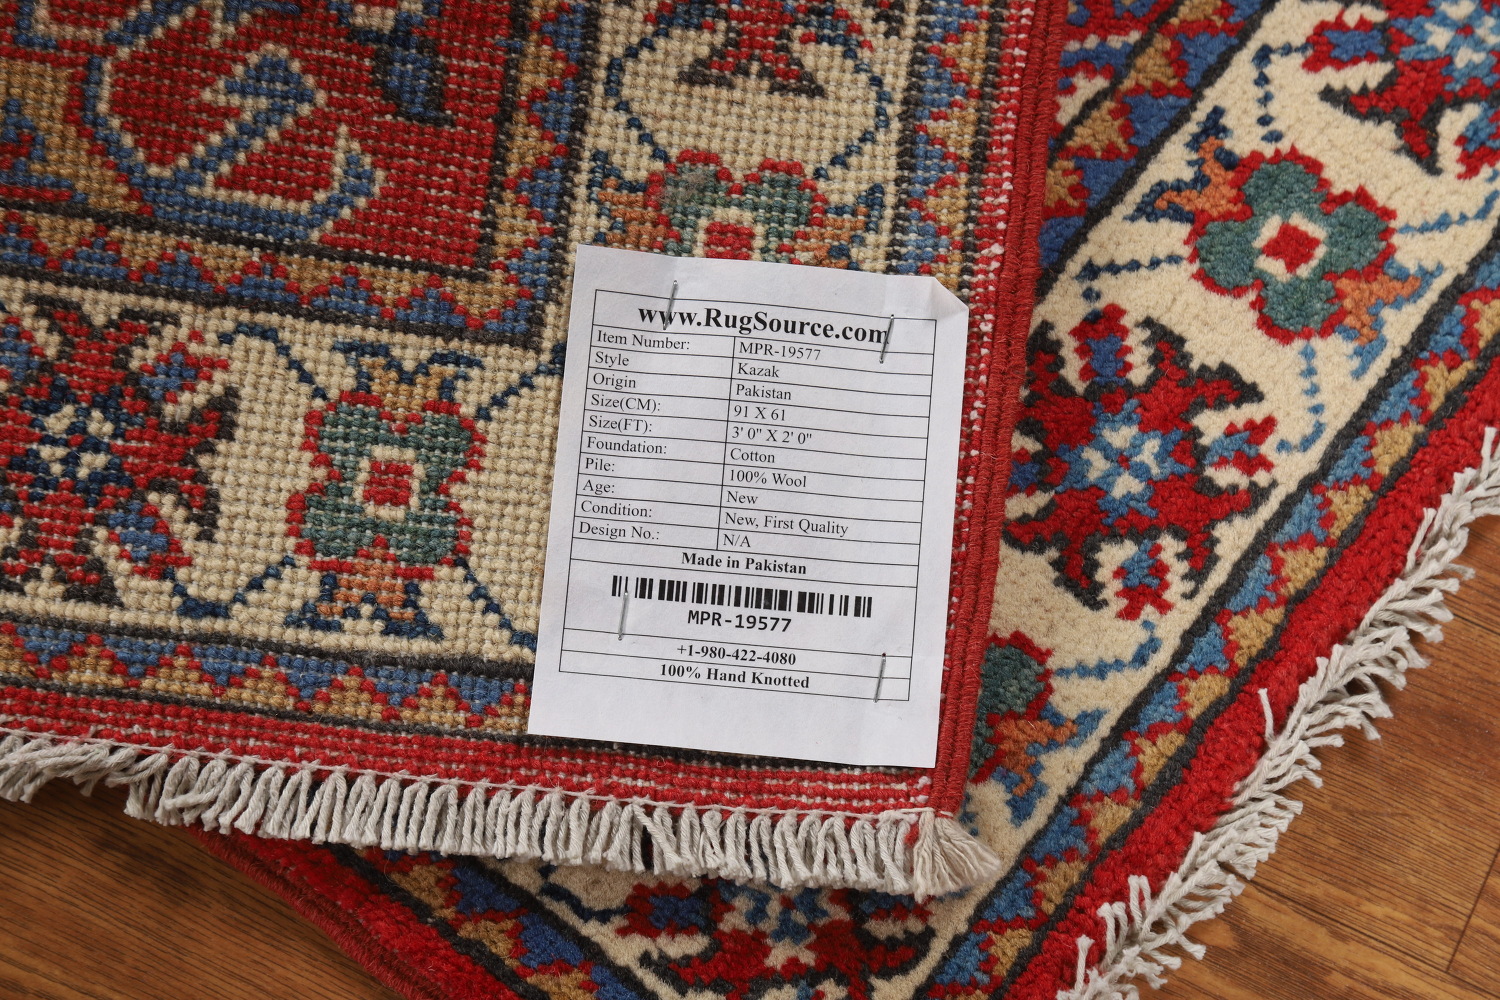 www.RugSource.com
Item Number: MPR-19577
Style Kazak
Origin Pakistan
Size(CM): 91 X 61
Size(FT): 3' 0" X 2' 0"
Foundation: Cotton
Pile: 100% Wool
Age: New
Condition: New, First Quality
Design No.: N/A
Made in Pakistan
MPR-19577
+1-980-422-4080
100% Hand Knotted